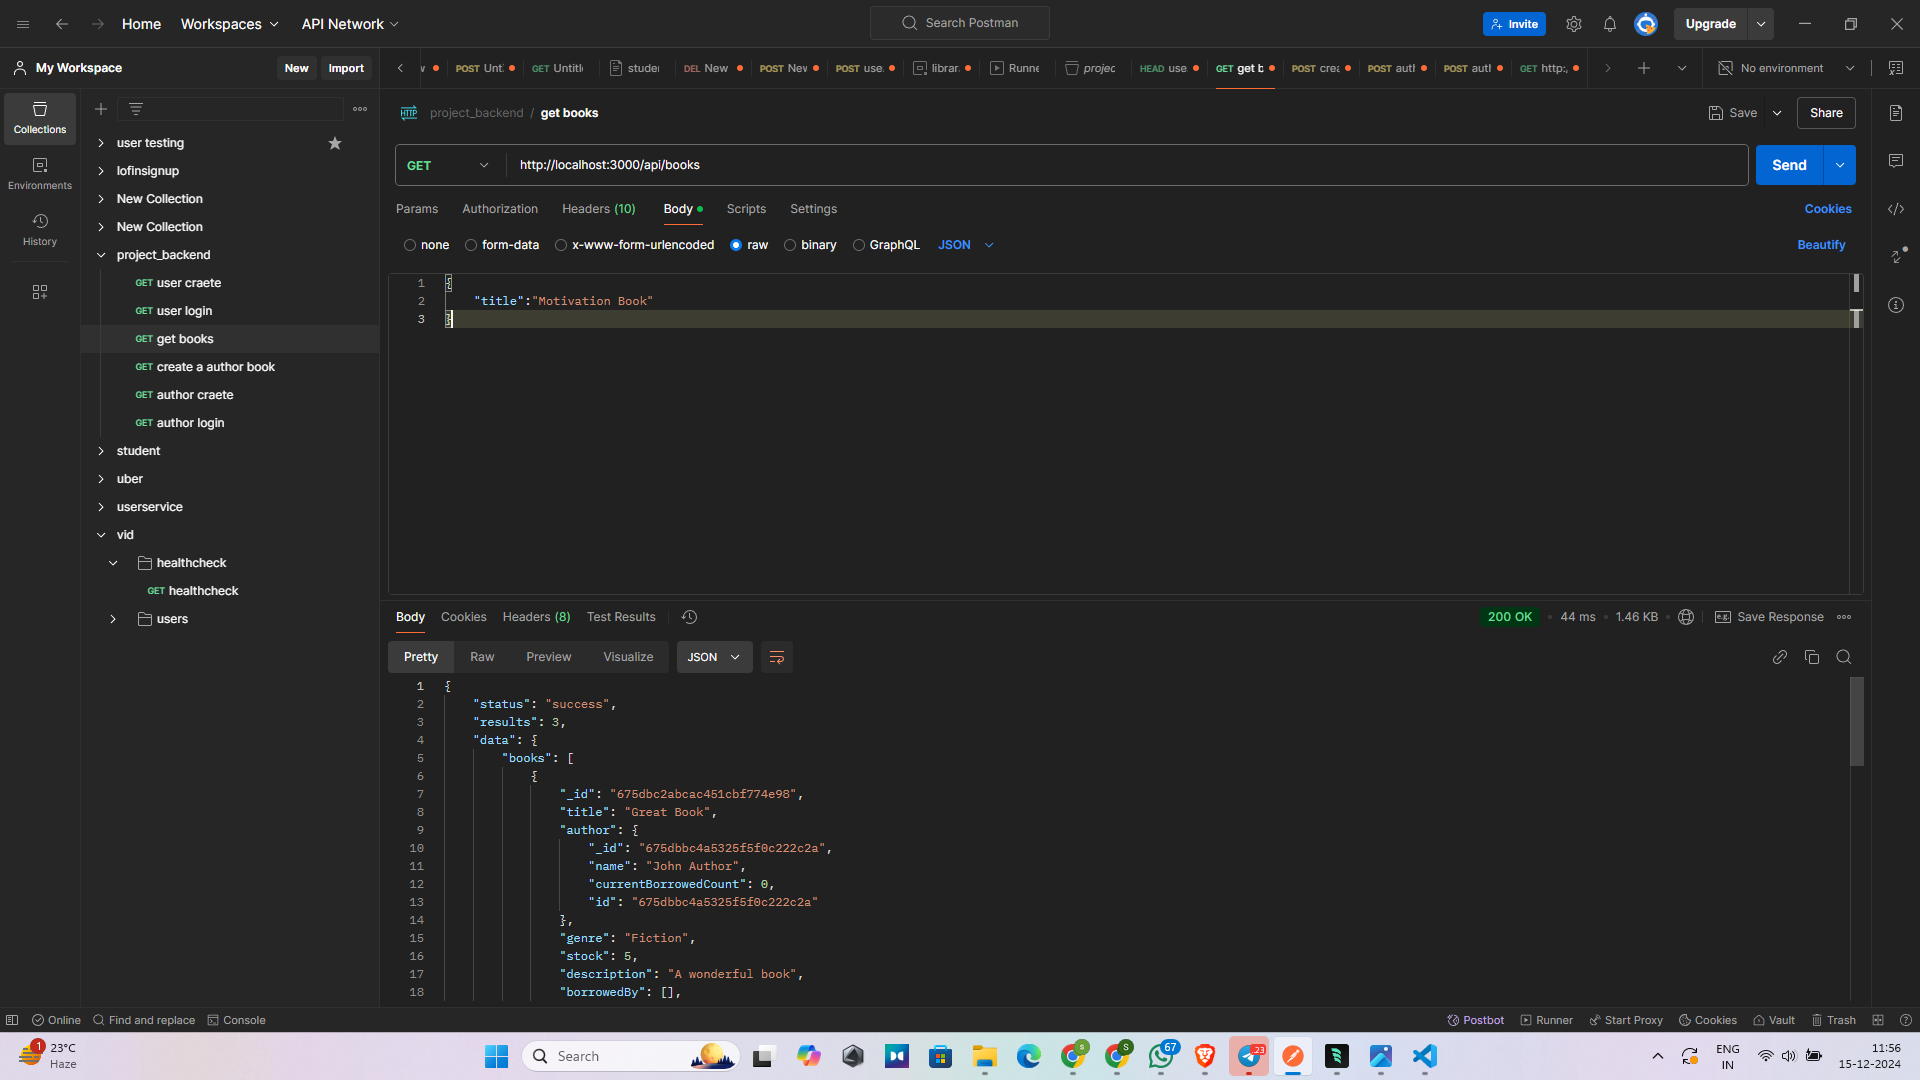 Home Workspaces API Network Search Postman Invite Upgrade
My Workspace New Import
POST Unt GET Untitle studer DEL New POST Nev POST use. librar. Runne projec HEAD use. GET get b POST crea POST auth POST auth GET http:, No environment
Collections
Environments
History
user testing
lofinsignup
New Collection
New Collection
project_backend
GET user craete
GET user login
GET get books
GET create a author book
GET author craete
GET author login
student
uber
userservice
vid
healthcheck
GET healthcheck
users
HTTP project_backend / get books Save Share
GET http://localhost:3000/api/books Send
Params Authorization Headers (10) Body Scripts Settings Cookies
none form-data x-www-form-urlencoded raw binary GraphQL JSON Beautify
1 {
2 "title":"Motivation Book"
3 }
Body Cookies Headers (8) Test Results 200 OK 44 ms 1.46 KB e.g. Save Response
Pretty Raw Preview Visualize JSON
1 {
2 "status": "success",
3 "results": 3,
4 "data": {
5 "books": [
6 {
7 "_id": "675dbc2abcac451cbf774e98",
8 "title": "Great Book",
9 "author": {
10 "_id": "675dbbc4a5325f5f0c222c2a",
11 "name": "John Author",
12 "currentBorrowedCount": 0,
13 "id": "675dbbc4a5325f5f0c222c2a"
14 },
15 "genre": "Fiction",
16 "stock": 5,
17 "description": "A wonderful book",
18 "borrowedBy": [],
Online Find and replace Console Postbot Runner Start Proxy Cookies Vault Trash
1 23°C
Haze
Search
S S 67 23
ENG
IN
11:56
15-12-2024